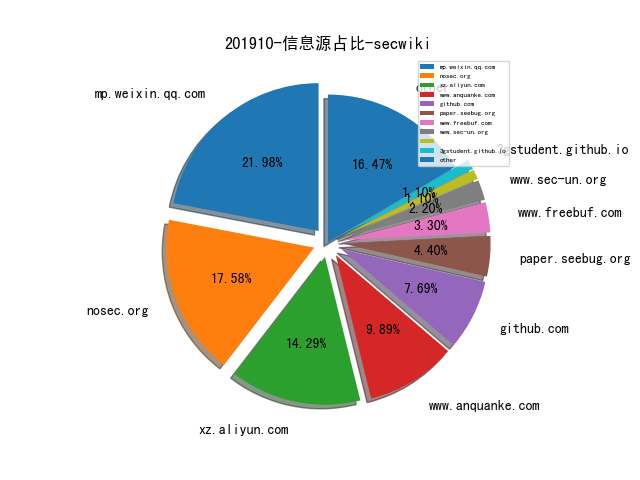 201910-信息源占比-secwiki
mp.weixin.qq.com
nosec.org
xz.aliyun.com
www.anquanke.com
github.com
paper.seebug.org
www.freebuf.com
www.sec-un.org
3gstudent.github.io
other
mp.weixin.qq.com
21.98%
16.47%
3gstudent.github.io
1.10%
1.10%
www.sec-un.org
2.20%
www.freebuf.com
3.30%
4.40%
paper.seebug.org
17.58%
7.69%
nosec.org
github.com
14.29%
9.89%
www.anquanke.com
xz.aliyun.com